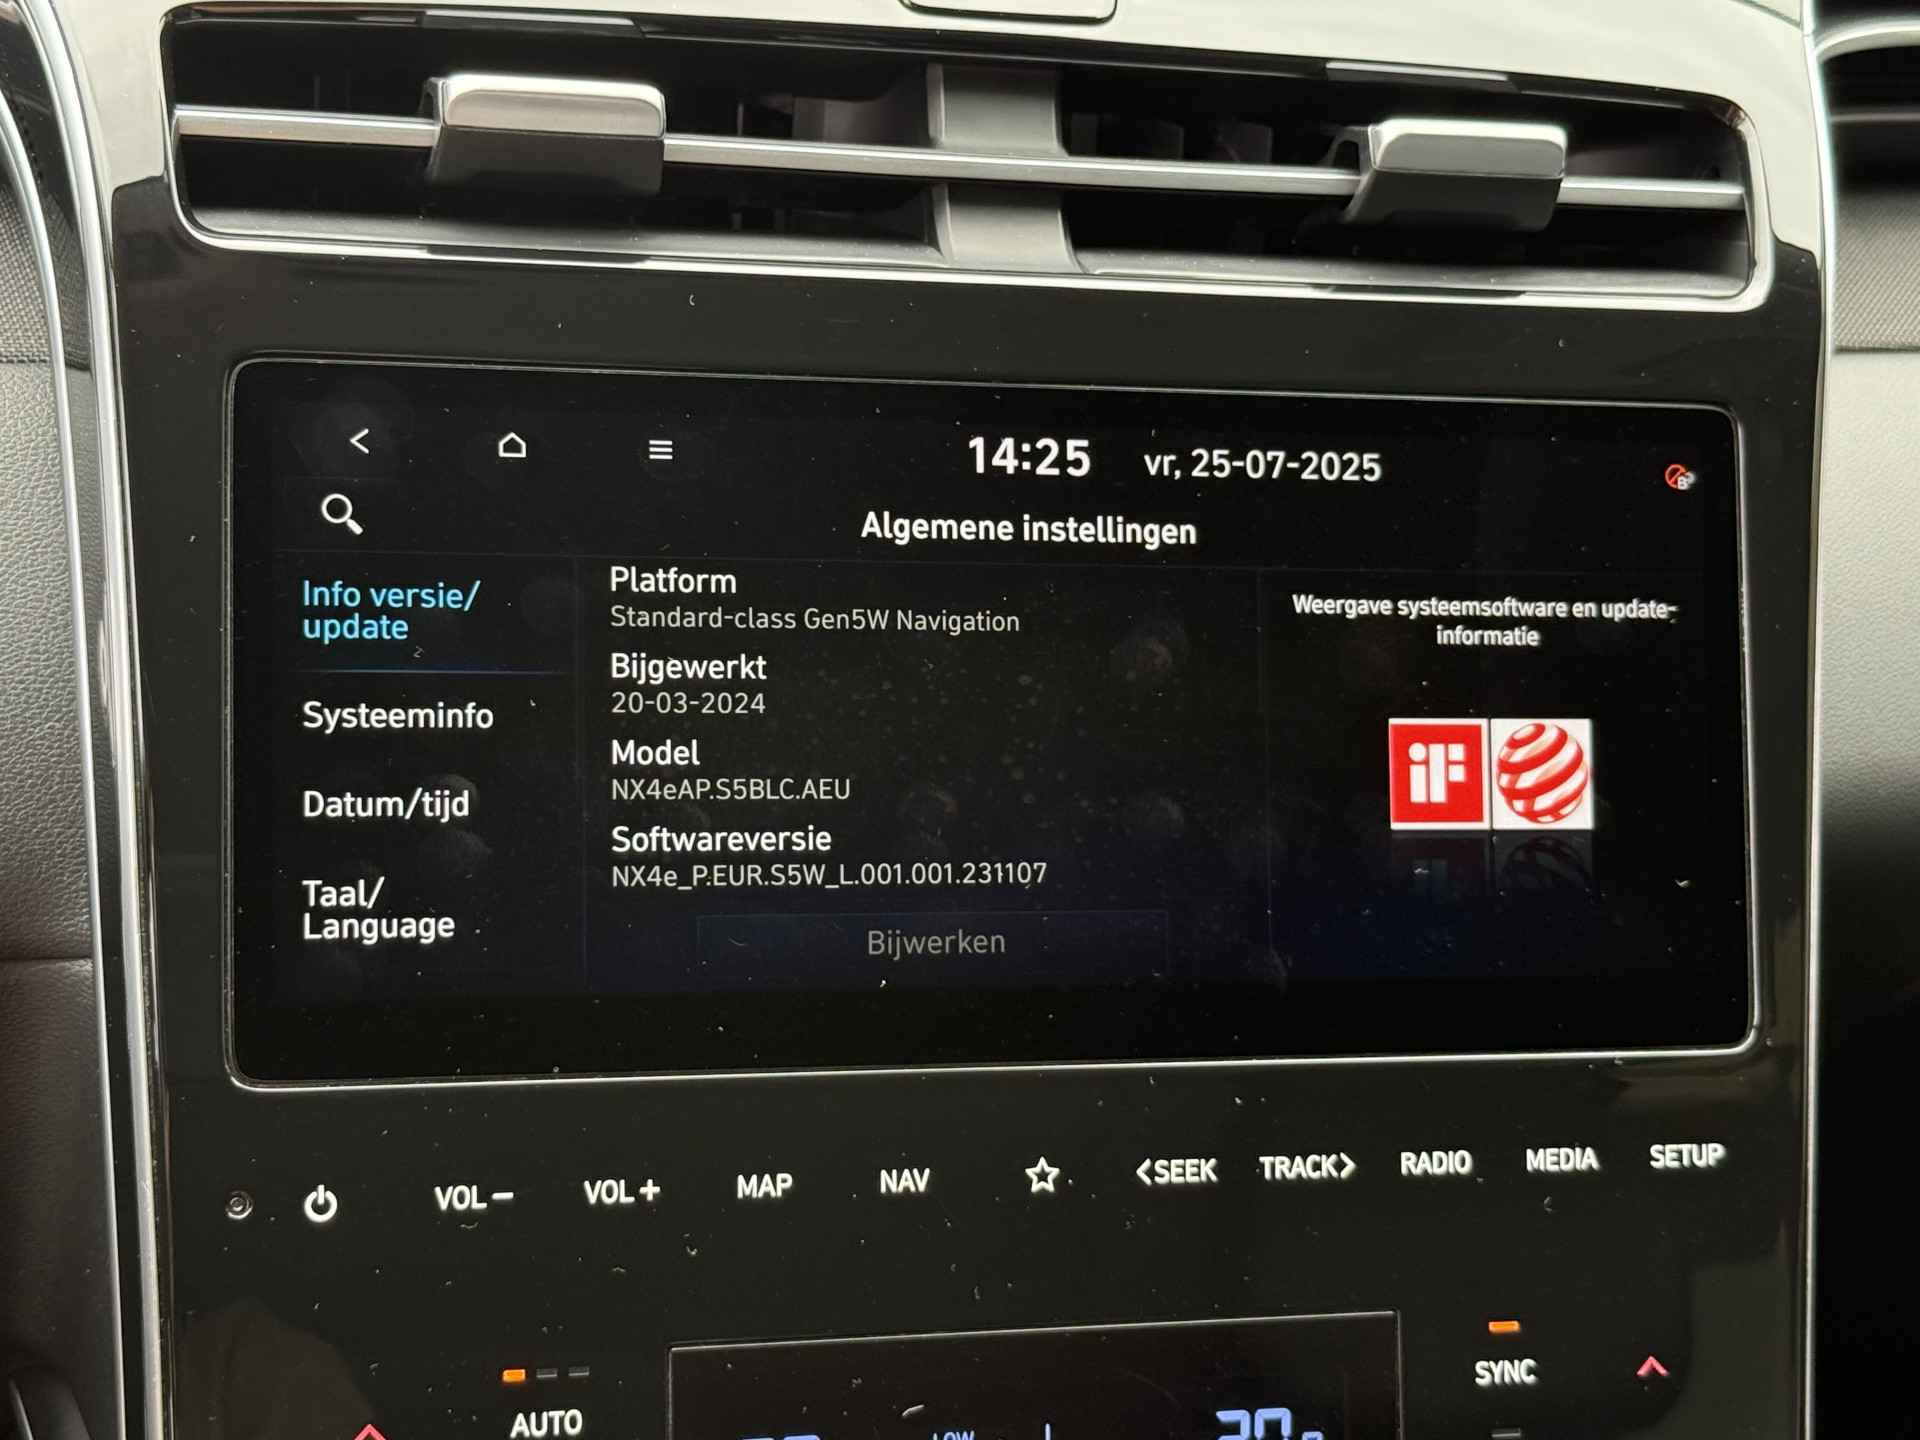 14:25 vr, 25-07-2025
Algemene instellingen
Info versie/
update
Systeeminfo
Datum/tijd
Taal/
Language
Platform
Standard-class Gen5W Navigation
Bijgewerkt
20-03-2024
Model
NX4eAP.S5BLC.AEU
Softwareversie
NX4e_P.EUR.S5W_L.001.001.231107
Bijwerken
Weergave systeemsoftware en update-
informatie
iF
VOL − VOL + MAP NAV <SEEK TRACK> RADIO MEDIA SETUP
AUTO
LOW
SYNC